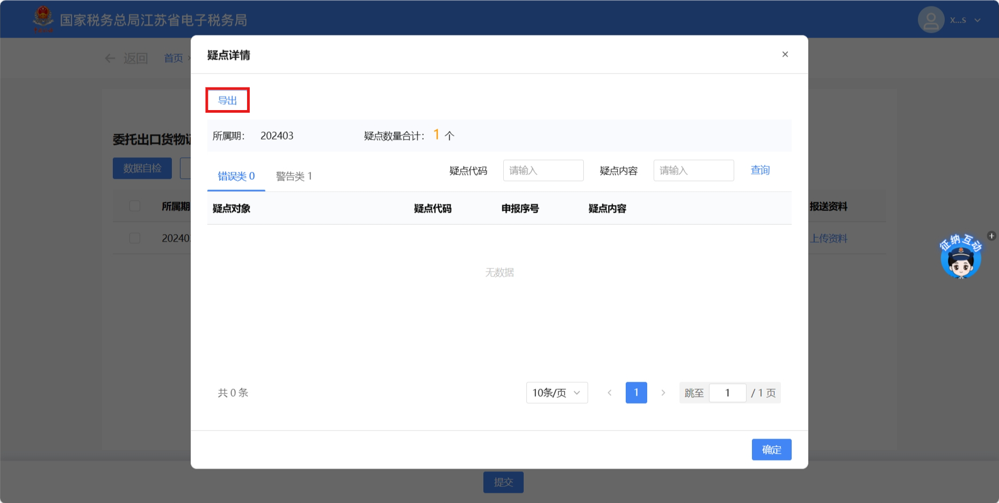 国家税务总局江苏省电子税务局
x...s
返回 首页
疑点详情
导出
所属期： 202403 疑点数量合计： 1 个
委托出口货物证
数据自检
错误类 0 警告类 1 疑点代码 请输入 疑点内容 请输入 查询
所属期 疑点对象 疑点代码 申报序号 疑点内容 报送资料
20240 上传资料
征纳互动
无数据
共 0 条 10条/页 1 跳至 1 / 1 页
确定
提交